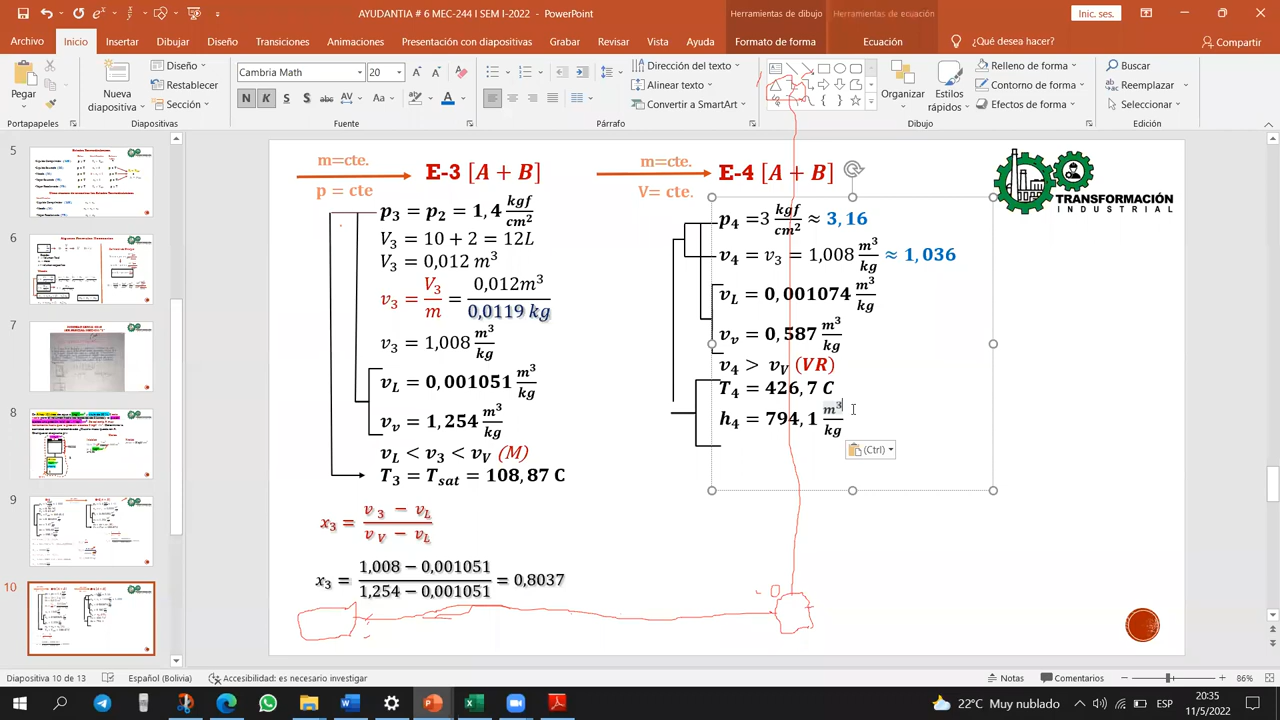 AYUDANTIA # 6 MEC-244 [A SEM I-2022] - PowerPoint
Herramientas de dibujo
Herramientas de ecuación
Inic. ses.
Archivo Inicio Insertar Dibujar Diseño Transiciones Animaciones Presentación con diapositivas Grabar Revisar Vista Ayuda Formato de forma Ecuación ¿Qué desea hacer? Compartir
Pegar
Nueva diapositiva
Diseño
Restablecer
Sección
Cambria Math 20
N K S S abc AV Aa A
Dirección del texto
Alinear texto
Convertir a SmartArt
Organizar
Estilos rápidos
Relleno de forma
Contorno de forma
Efectos de forma
Buscar
Reemplazar
Seleccionar
Portapapeles Diapositivas Fuente Párrafo Dibujo Edición
5
6
7
8
9
10
m=cte.
p = cte
E-3 [A + B]
p₃ = p₂ = 1,4 kgf/cm²
V₃ = 10 + 2 = 12L
V₃ = 0,012 m³
v₃ = V₃/m = 0,012m³/0,0119 kg
v₃ = 1,008 m³/kg
v_L = 0,001051 m³/kg
v_v = 1,254 m³/kg
v_L < v₃ < v_V (M)
T₃ = T_sat = 108,87 C
x₃ = (v₃ − v_L)/(v_V − v_L)
x₃ = (1,008 − 0,001051)/(1,254 − 0,001051) = 0,8037
m=cte.
V= cte.
E-4 [A + B]
p₄ =3 kgf/cm² ≈ 3,16
v₄ = v₃ = 1,008 m³/kg ≈ 1,036
v_L = 0,001074 m³/kg
v_v = 0,587 m³/kg
v₄ > v_V (VR)
T₄ = 426,7 C
h₄ = 794,1 m³/kg
(Ctrl)
TRANSFORMACIÓN
INDUSTRIAL
Diapositiva 10 de 13 Español (Bolivia) Accesibilidad: es necesario investigar Notas Comentarios 86%
22°C Muy nublado ESP 20:35
11/5/2022